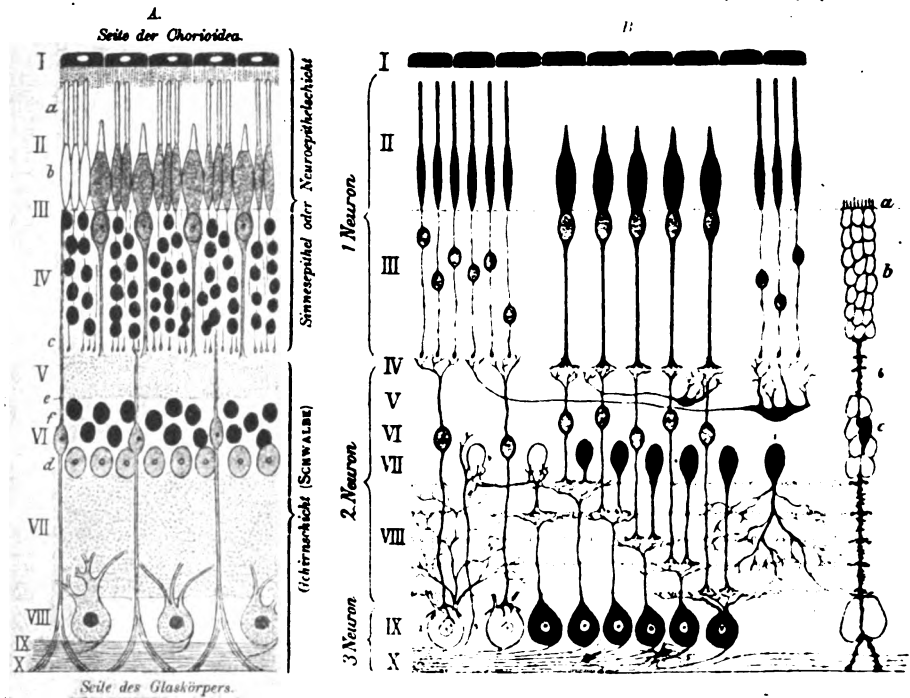 A.
Seite der Chorioidea.
I
a
II
b
III
IV
c
V
e
f
VI
d
VII
VIII
IX
X
Sinnesepithel oder Neuroepithelschicht
Gehirnschicht (SCHWALBE)
Seite des Glaskörpers.
B
I
II
III
IV
V
VI
VII
VIII
IX
X
1 Neuron
2. Neuron
3 Neuron
a
b
c